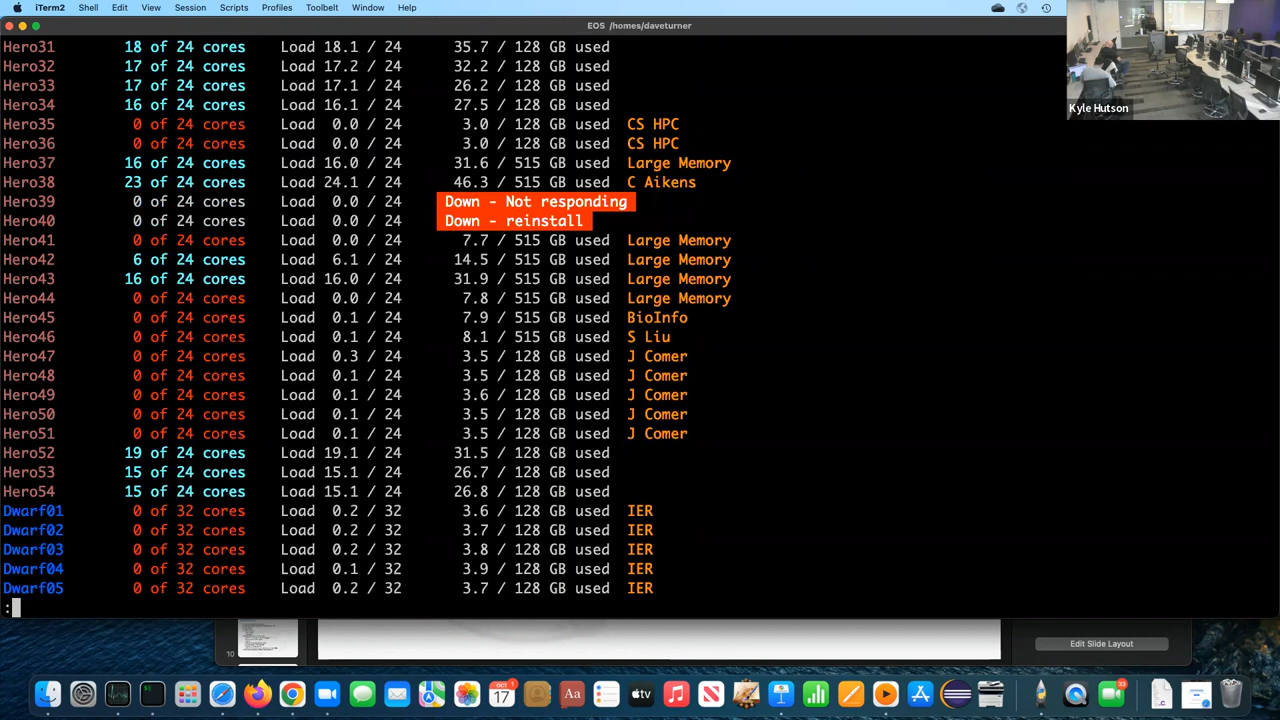 iTerm2 Shell Edit View Session Scripts Profiles Toolbelt Window Help
EOS /homes/daveturner
Hero31 18 of 24 cores Load 18.1 / 24 35.7 / 128 GB used
Hero32 17 of 24 cores Load 17.2 / 24 32.2 / 128 GB used
Hero33 17 of 24 cores Load 17.1 / 24 26.2 / 128 GB used
Hero34 16 of 24 cores Load 16.1 / 24 27.5 / 128 GB used
Hero35 0 of 24 cores Load 0.0 / 24 3.0 / 128 GB used CS HPC
Hero36 0 of 24 cores Load 0.0 / 24 3.0 / 128 GB used CS HPC
Hero37 16 of 24 cores Load 16.0 / 24 31.6 / 515 GB used Large Memory
Hero38 23 of 24 cores Load 24.1 / 24 46.3 / 515 GB used C Aikens
Hero39 0 of 24 cores Load 0.0 / 24 Down - Not responding
Hero40 0 of 24 cores Load 0.0 / 24 Down - reinstall
Hero41 0 of 24 cores Load 0.0 / 24 7.7 / 515 GB used Large Memory
Hero42 6 of 24 cores Load 6.1 / 24 14.5 / 515 GB used Large Memory
Hero43 16 of 24 cores Load 16.0 / 24 31.9 / 515 GB used Large Memory
Hero44 0 of 24 cores Load 0.0 / 24 7.8 / 515 GB used Large Memory
Hero45 0 of 24 cores Load 0.1 / 24 7.9 / 515 GB used BioInfo
Hero46 0 of 24 cores Load 0.1 / 24 8.1 / 515 GB used S Liu
Hero47 0 of 24 cores Load 0.3 / 24 3.5 / 128 GB used J Comer
Hero48 0 of 24 cores Load 0.1 / 24 3.5 / 128 GB used J Comer
Hero49 0 of 24 cores Load 0.1 / 24 3.6 / 128 GB used J Comer
Hero50 0 of 24 cores Load 0.1 / 24 3.5 / 128 GB used J Comer
Hero51 0 of 24 cores Load 0.1 / 24 3.5 / 128 GB used J Comer
Hero52 19 of 24 cores Load 19.1 / 24 31.5 / 128 GB used
Hero53 15 of 24 cores Load 15.1 / 24 26.7 / 128 GB used
Hero54 15 of 24 cores Load 15.1 / 24 26.8 / 128 GB used
Dwarf01 0 of 32 cores Load 0.2 / 32 3.6 / 128 GB used IER
Dwarf02 0 of 32 cores Load 0.2 / 32 3.7 / 128 GB used IER
Dwarf03 0 of 32 cores Load 0.2 / 32 3.8 / 128 GB used IER
Dwarf04 0 of 32 cores Load 0.1 / 32 3.9 / 128 GB used IER
Dwarf05 0 of 32 cores Load 0.2 / 32 3.7 / 128 GB used IER
:
Kyle Hutson
10
Edit Slide Layout
OCT
17
1
Aa
tv
33